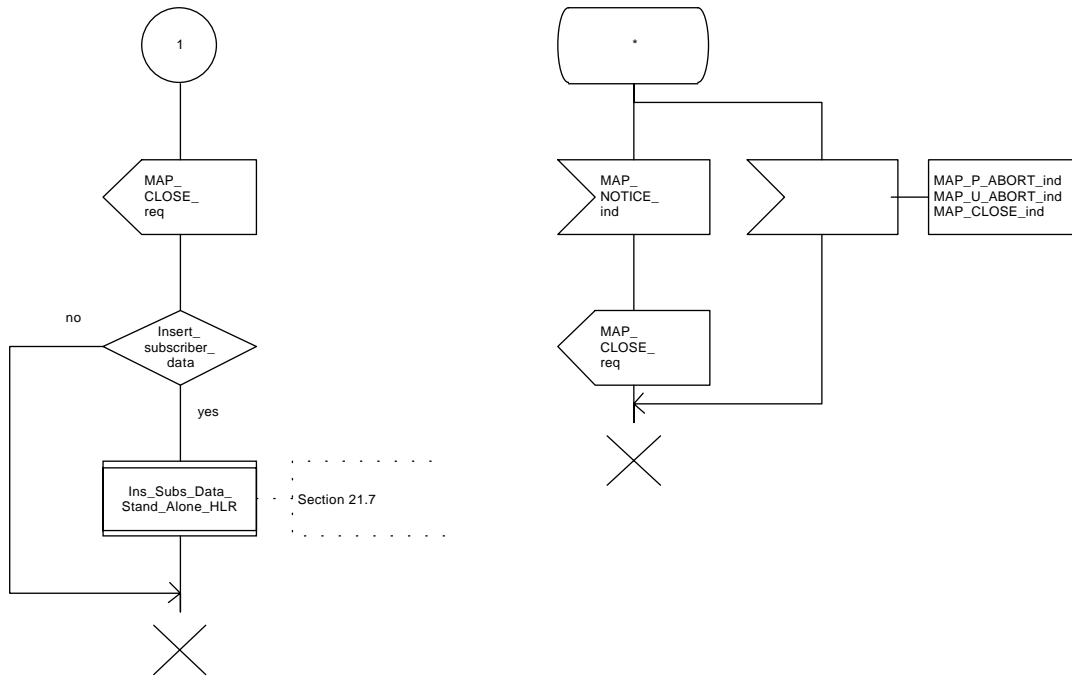 1
MAP_
CLOSE_
req
no
Insert_
subscriber_
data
yes
Ins_Subs_Data_
Stand_Alone_HLR
Section 21.7
*
MAP_
NOTICE_
ind
MAP_P_ABORT_ind
MAP_U_ABORT_ind
MAP_CLOSE_ind
MAP_
CLOSE_
req